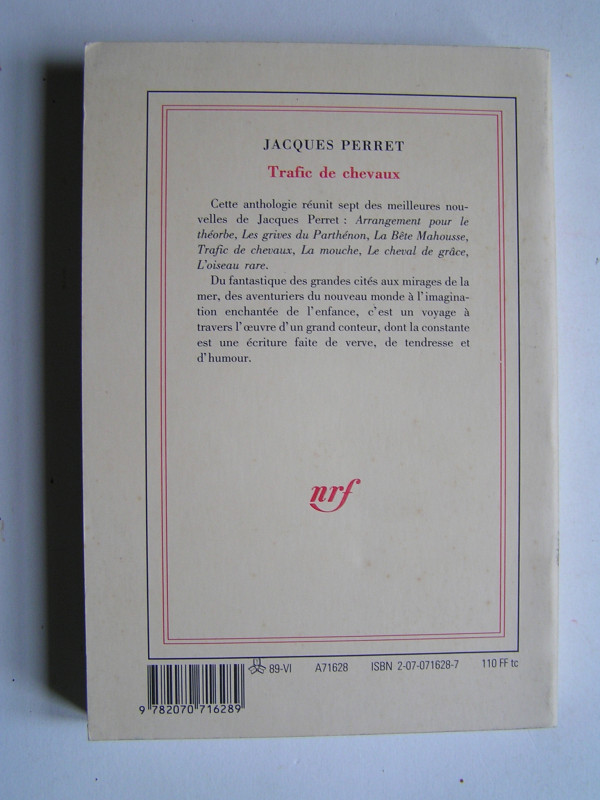 JACQUES PERRET
Trafic de chevaux
Cette anthologie réunit sept des meilleures nou-
velles de Jacques Perret : Arrangement pour le
théorbe, Les grives du Parthénon, La Bête Mahousse,
Trafic de chevaux, La mouche, Le cheval de grâce,
L'oiseau rare.
Du fantastique des grandes cités aux mirages de la
mer, des aventuriers du nouveau monde à l'imagina-
tion enchantée de l'enfance, c'est un voyage à
travers l'œuvre d'un grand conteur, dont la constante
est une écriture faite de verve, de tendresse et
d'humour.
nrf
89-VI A71628 ISBN 2-07-071628-7 110 FF tc
9 782070 716289